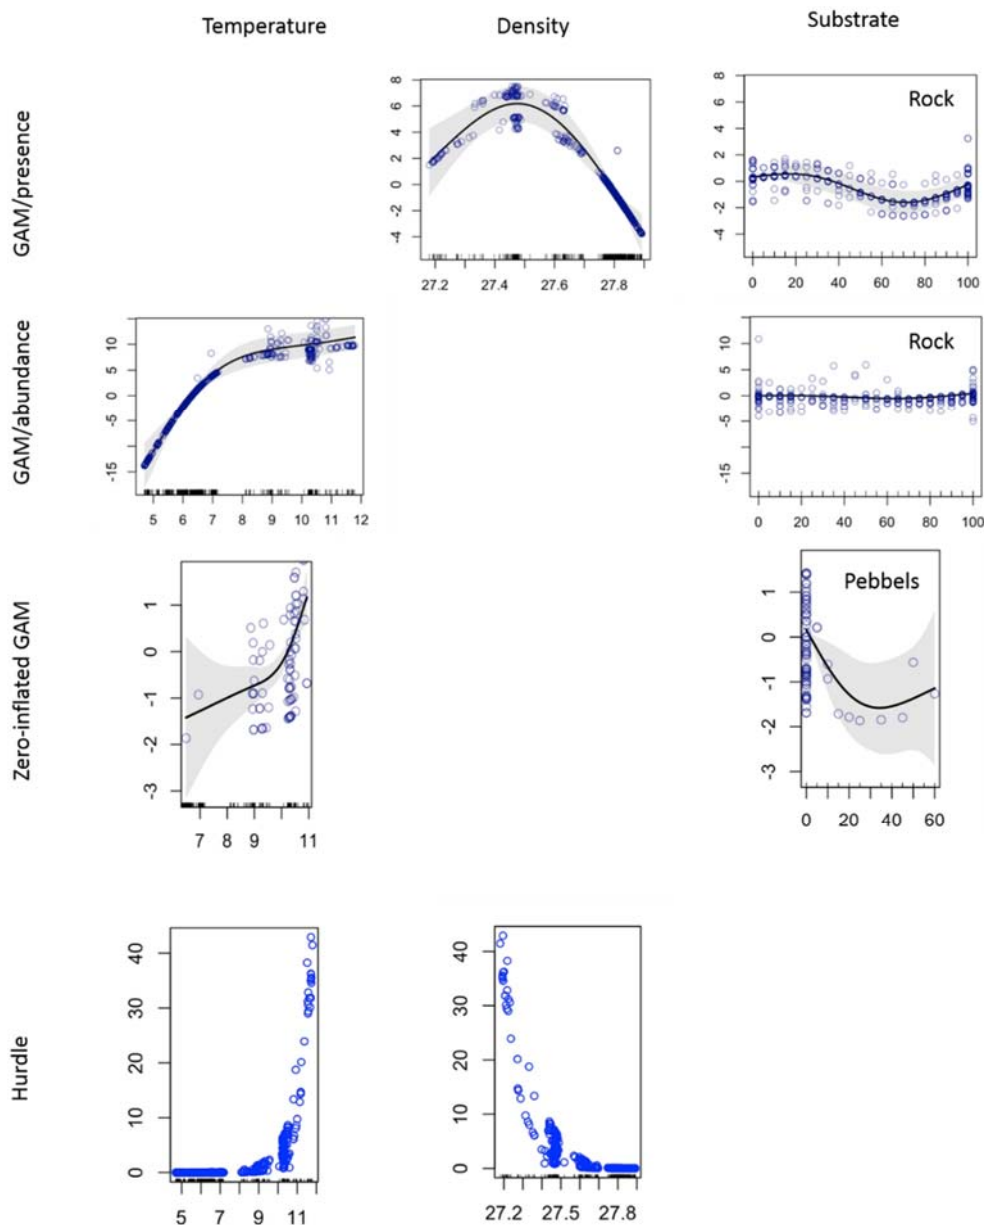 Temperature Density Substrate
GAM/presence
8
6
4
2
0
-2
-4
27.2 27.4 27.6 27.8
Rock
8
6
4
2
0
-2
-4
0 20 40 60 80 100
GAM/abundance
10
5
0
-5
-15
5 6 7 8 9 10 11 12
Rock
10
5
0
-5
-15
0 20 40 60 80 100
Zero-inflated GAM
1
0
-1
-2
-3
7 8 9 11
Pebbels
1
0
-1
-2
-3
0 20 40 60
Hurdle
40
30
20
10
0
5 7 9 11
40
30
20
10
0
27.2 27.5 27.8